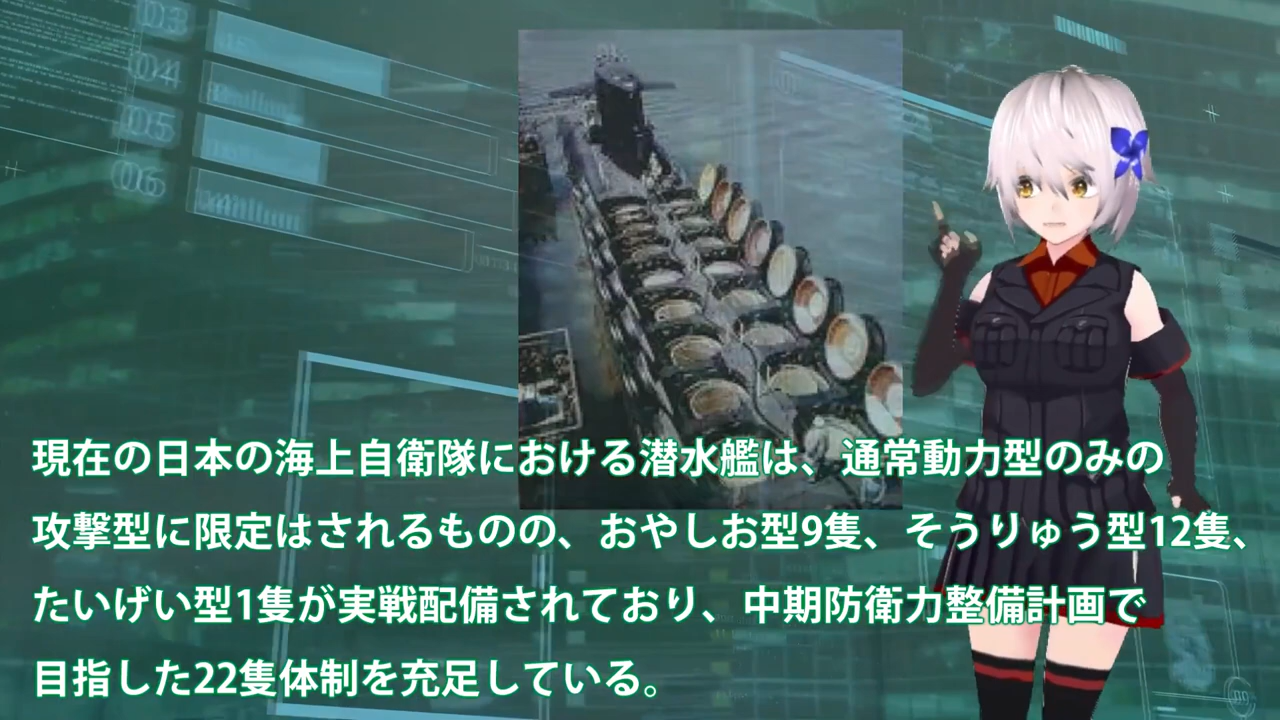 03
04
05
06
現在の日本の海上自衛隊における潜水艦は、通常動力型のみの
攻撃型に限定はされるものの、おやしお型9隻、そうりゅう型12隻、
たいげい型1隻が実戦配備されており、中期防衛力整備計画で
目指した22隻体制を充足している。